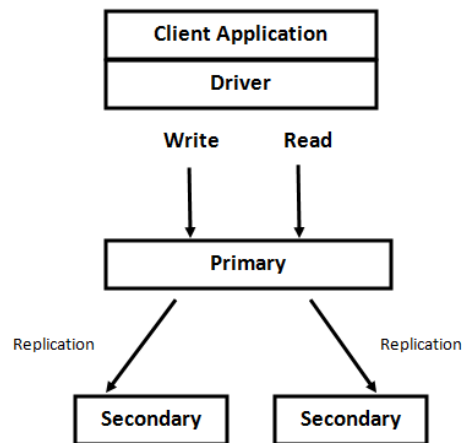 Client Application
Driver
Write Read
Primary
Replication Replication
Secondary Secondary